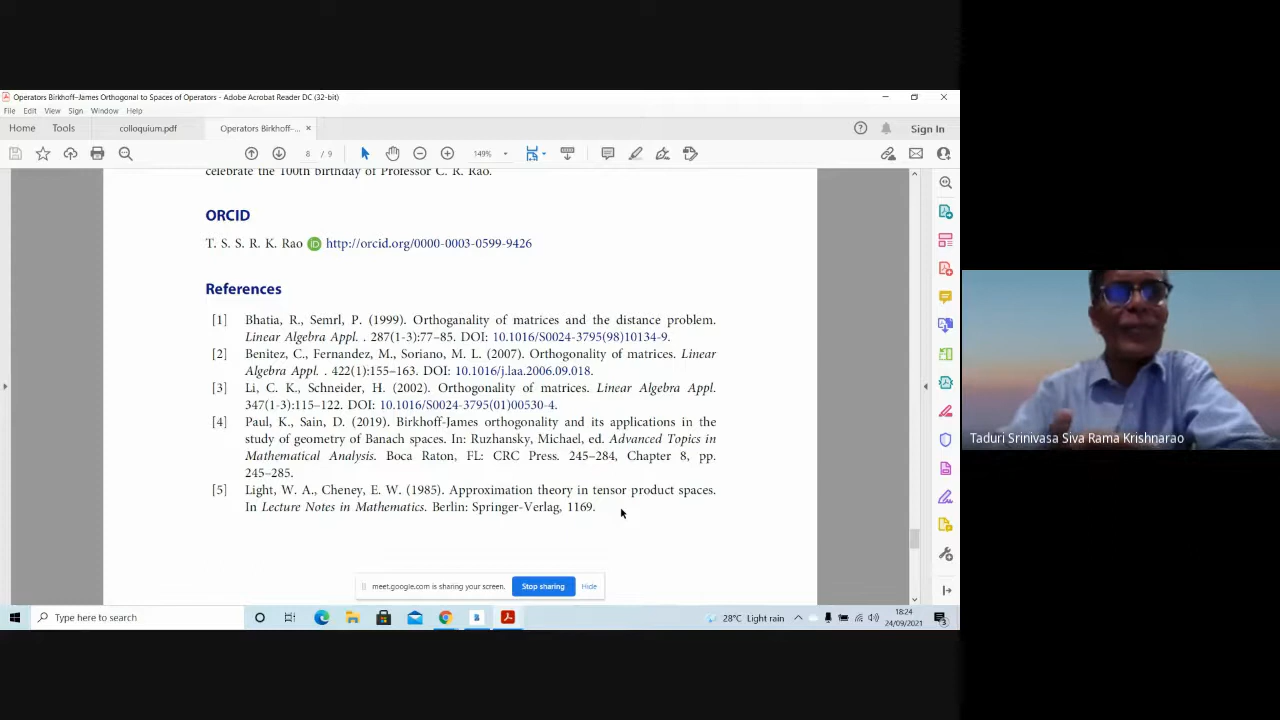 Operators Birkhoff-James Orthogonal to Spaces of Operators - Adobe Acrobat Reader DC (32-bit)
File Edit View Sign Window Help
Home Tools colloquium.pdf Operators Birkhoff-... × Sign In
8 / 9 149%
celebrate the 100th birthday of Professor C. R. Rao.
ORCID
T. S. S. R. K. Rao iD http://orcid.org/0000-0003-0599-9426
References
[1] Bhatia, R., Semrl, P. (1999). Orthoganality of matrices and the distance problem.
Linear Algebra Appl. . 287(1-3):77–85. DOI: 10.1016/S0024-3795(98)10134-9.
[2] Benitez, C., Fernandez, M., Soriano, M. L. (2007). Orthogonality of matrices. Linear
Algebra Appl. . 422(1):155–163. DOI: 10.1016/j.laa.2006.09.018.
[3] Li, C. K., Schneider, H. (2002). Orthogonality of matrices. Linear Algebra Appl.
347(1-3):115–122. DOI: 10.1016/S0024-3795(01)00530-4.
[4] Paul, K., Sain, D. (2019). Birkhoff-James orthogonality and its applications in the
study of geometry of Banach spaces. In: Ruzhansky, Michael, ed. Advanced Topics in
Mathematical Analysis. Boca Raton, FL: CRC Press. 245–284, Chapter 8, pp.
245–285.
[5] Light, W. A., Cheney, E. W. (1985). Approximation theory in tensor product spaces.
In Lecture Notes in Mathematics. Berlin: Springer-Verlag, 1169.
meet.google.com is sharing your screen. Stop sharing Hide
Type here to search
28°C Light rain
18:24
24/09/2021
3
Taduri Srinivasa Siva Rama Krishnarao